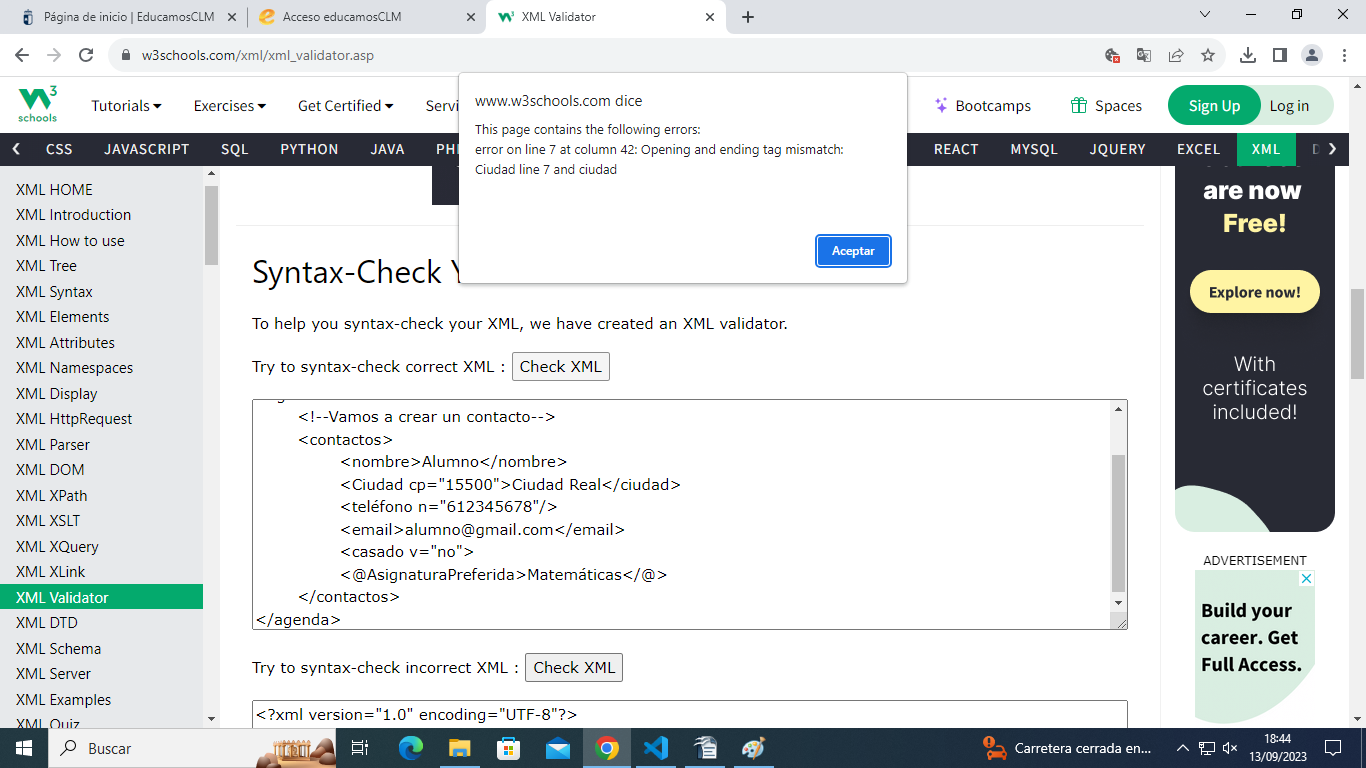 Página de inicio | EducamosCLM
Acceso educamosCLM
XML Validator
w3schools.com/xml/xml_validator.asp
www.w3schools.com dice
This page contains the following errors:
error on line 7 at column 42: Opening and ending tag mismatch:
Ciudad line 7 and ciudad
Aceptar
3
schools
Tutorials
Exercises
Get Certified
Servi
Bootcamps
Spaces
Sign Up
Log in
CSS
JAVASCRIPT
SQL
PYTHON
JAVA
REACT
MYSQL
JQUERY
EXCEL
XML
XML HOME
XML Introduction
XML How to use
XML Tree
XML Syntax
XML Elements
XML Attributes
XML Namespaces
XML Display
XML HttpRequest
XML Parser
XML DOM
XML XPath
XML XSLT
XML XQuery
XML XLink
XML Validator
XML DTD
XML Schema
XML Server
XML Examples
XML Quiz
Syntax-Check
To help you syntax-check your XML, we have created an XML validator.
Try to syntax-check correct XML :
Check XML
<!--Vamos a crear un contacto-->
<contactos>
<nombre>Alumno</nombre>
<Ciudad cp="15500">Ciudad Real</ciudad>
<teléfono n="612345678"/>
<email>alumno@gmail.com</email>
<casado v="no">
<@AsignaturaPreferida>Matemáticas</@>
</contactos>
</agenda>
Try to syntax-check incorrect XML :
Check XML
<?xml version="1.0" encoding="UTF-8"?>
are now
Free!
Explore now!
With
certificates
included!
ADVERTISEMENT
Build your
career. Get
Full Access.
Buscar
Carretera cerrada en...
18:44
13/09/2023